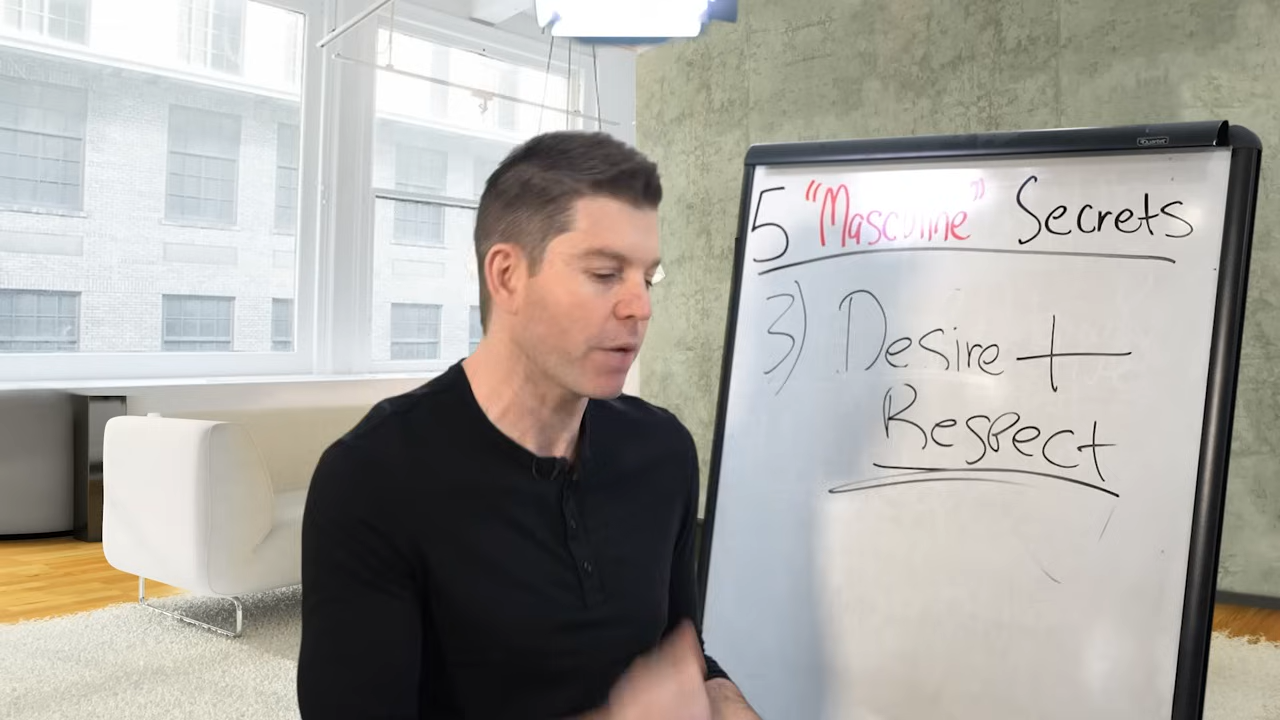 5 "Masculine" Secrets
3) Desire +
Respect